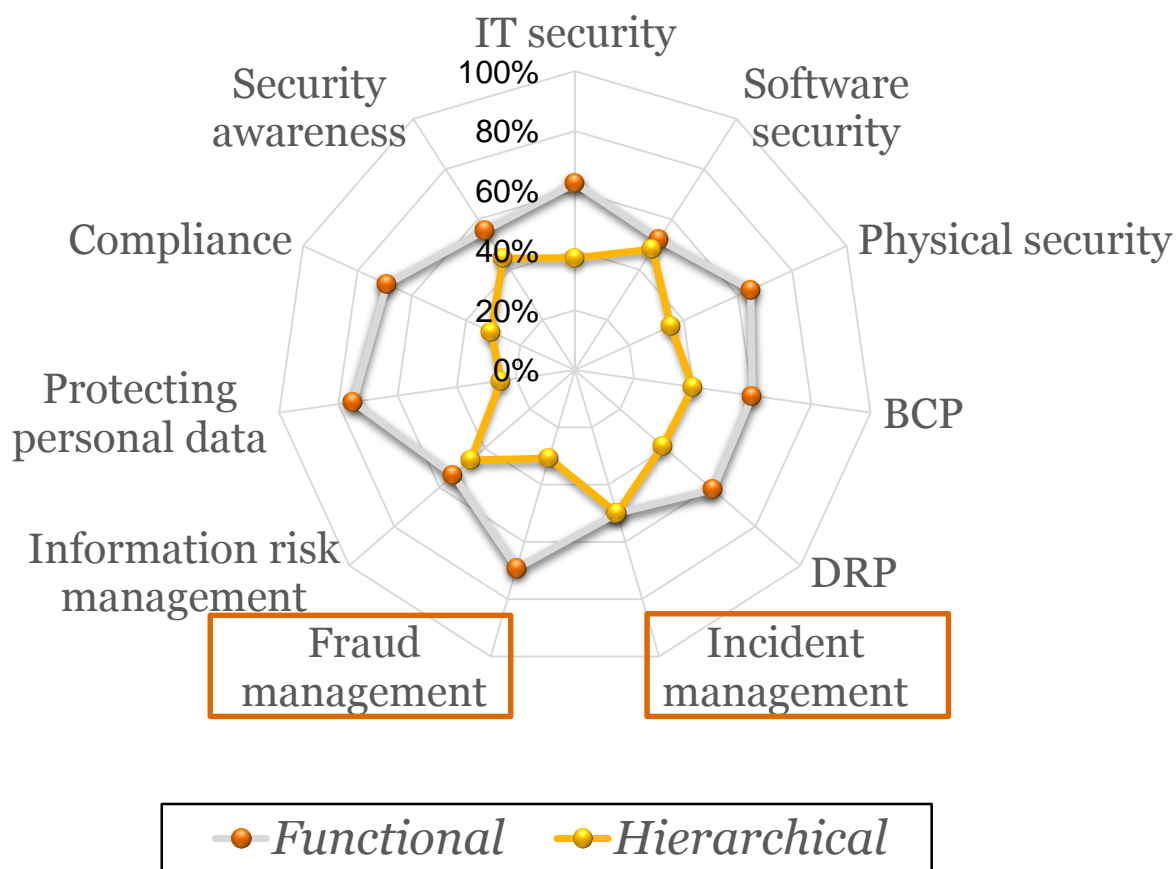 IT security
100%
80%
60%
40%
20%
0%
Software
security
Physical security
BCP
DRP
Incident
management
Fraud
management
Information risk
management
Protecting
personal data
Compliance
Security
awareness
Functional
Hierarchical